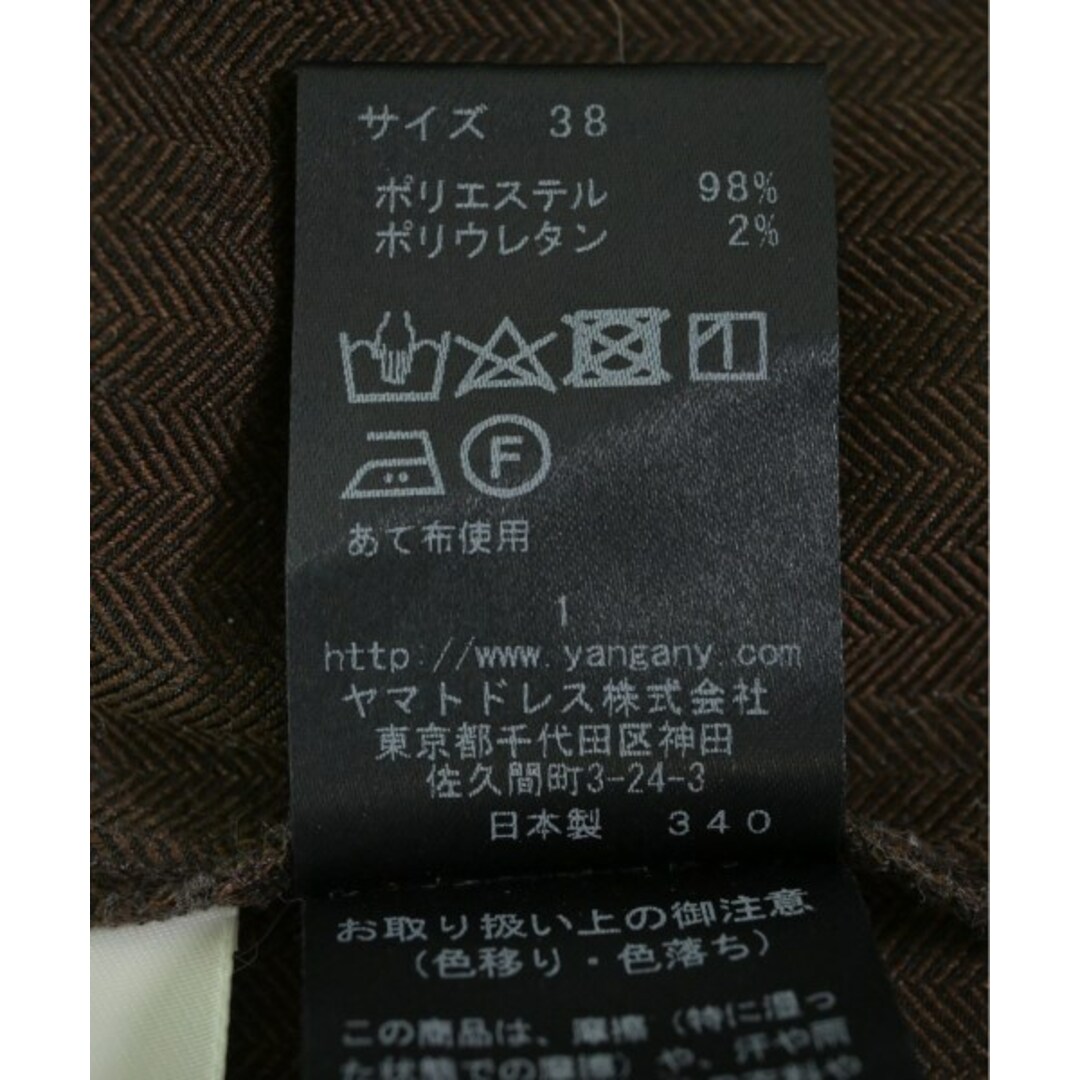 サイズ 38
ポリエステル 98%
ポリウレタン 2%
F
あて布使用
1
http://www.yangany.com
ヤマトドレス株式会社
東京都千代田区神田
佐久間町3-24-3
日本製 340
お取り扱い上の御注意
(色移り・色落ち)
この商品は、摩擦(特に湿っ
た状態での摩擦)や、汗や雨